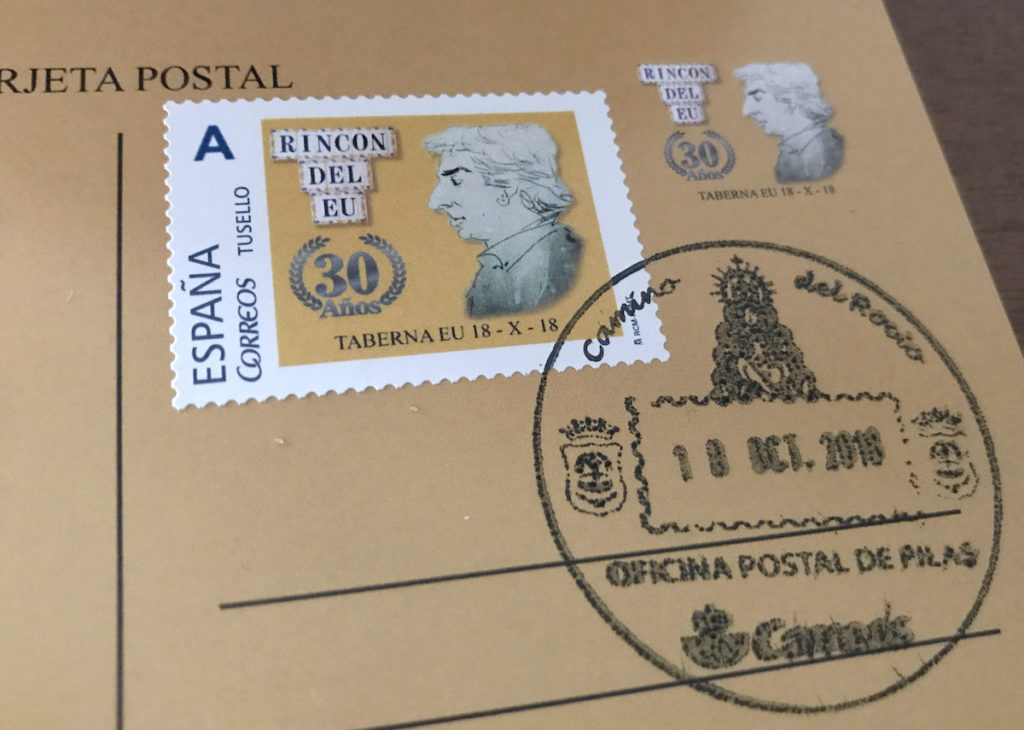 RJETA POSTAL
A
ESPAÑA
CORREOS
TUSELLO
RINCON
DEL
EU
30
Años
TABERNA EU 18 - X - 18
RINCON
DEL
EU
30
Años
TABERNA EU 18 - X - 18
Camino del Rocio
18 OCT. 2018
OFICINA POSTAL DE PILAS
Correos